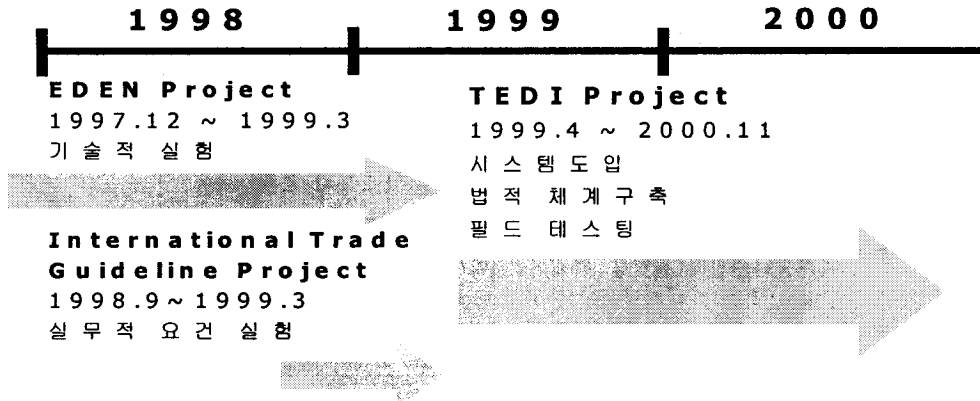 1998 1999 2000
EDEN Project
1997.12 ~ 1999.3
기술적 실험
International Trade
Guideline Project
1998.9~1999.3
실무적 요건 실험
TEDI Project
1999.4 ~ 2000.11
시스템도입
법적 체계구축
필드 테스팅